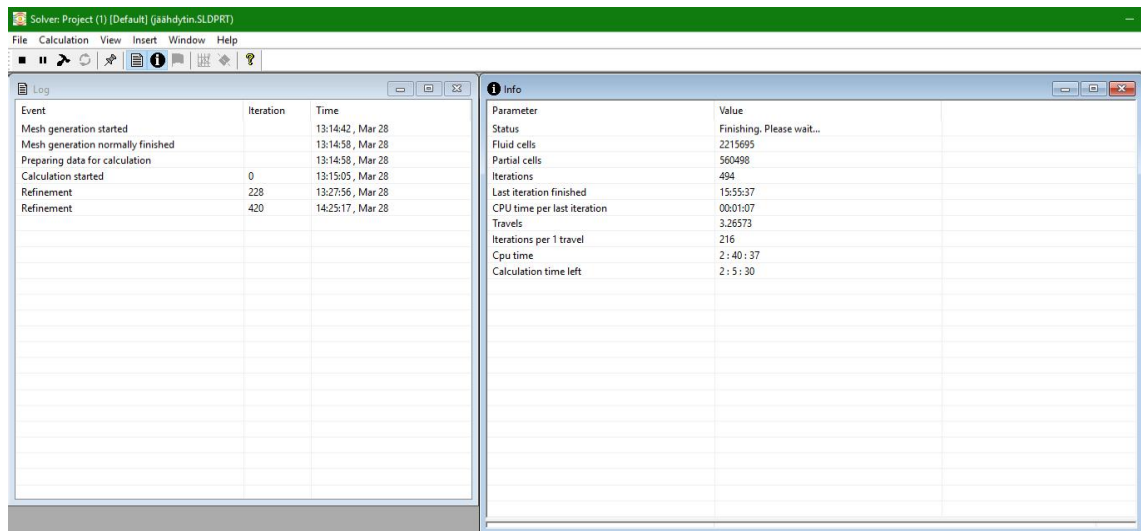 Solver: Project (1) [Default] (jäähdytin.SLDPRT)
File Calculation View Insert Window Help
Log
Event Iteration Time
Mesh generation started 13:14:42 , Mar 28
Mesh generation normally finished 13:14:58 , Mar 28
Preparing data for calculation 13:14:58 , Mar 28
Calculation started 0 13:15:05 , Mar 28
Refinement 228 13:27:56 , Mar 28
Refinement 420 14:25:17 , Mar 28
Info
Parameter Value
Status Finishing. Please wait...
Fluid cells 2215695
Partial cells 560498
Iterations 494
Last iteration finished 15:55:37
CPU time per last iteration 00:01:07
Travels 3.26573
Iterations per 1 travel 216
Cpu time 2 : 40 : 37
Calculation time left 2 : 5 : 30